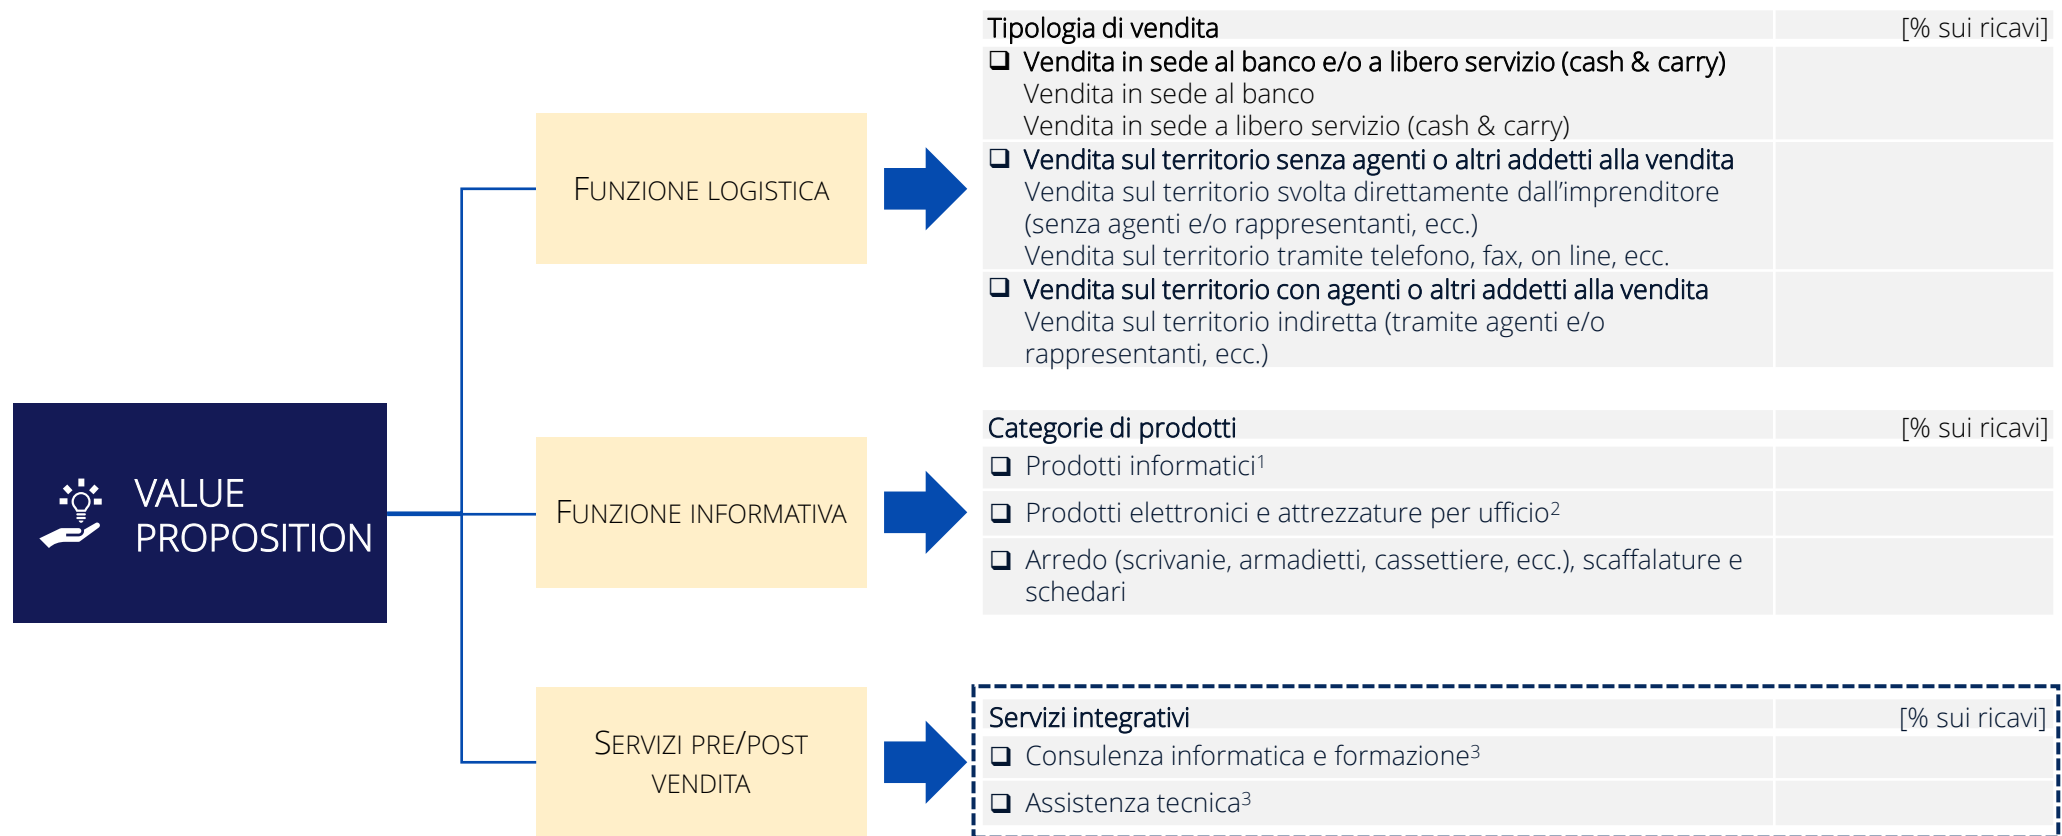 VALUE
PROPOSITION
FUNZIONE LOGISTICA
Tipologia di vendita [% sui ricavi]
❑ Vendita in sede al banco e/o a libero servizio (cash & carry)
Vendita in sede al banco
Vendita in sede a libero servizio (cash & carry)
❑ Vendita sul territorio senza agenti o altri addetti alla vendita
Vendita sul territorio svolta direttamente dall’imprenditore
(senza agenti e/o rappresentanti, ecc.)
Vendita sul territorio tramite telefono, fax, on line, ecc.
❑ Vendita sul territorio con agenti o altri addetti alla vendita
Vendita sul territorio indiretta (tramite agenti e/o
rappresentanti, ecc.)
FUNZIONE INFORMATIVA
Categorie di prodotti [% sui ricavi]
❑ Prodotti informatici¹
❑ Prodotti elettronici e attrezzature per ufficio²
❑ Arredo (scrivanie, armadietti, cassettiere, ecc.), scaffalature e
schedari
SERVIZI PRE/POST
VENDITA
Servizi integrativi [% sui ricavi]
❑ Consulenza informatica e formazione³
❑ Assistenza tecnica³